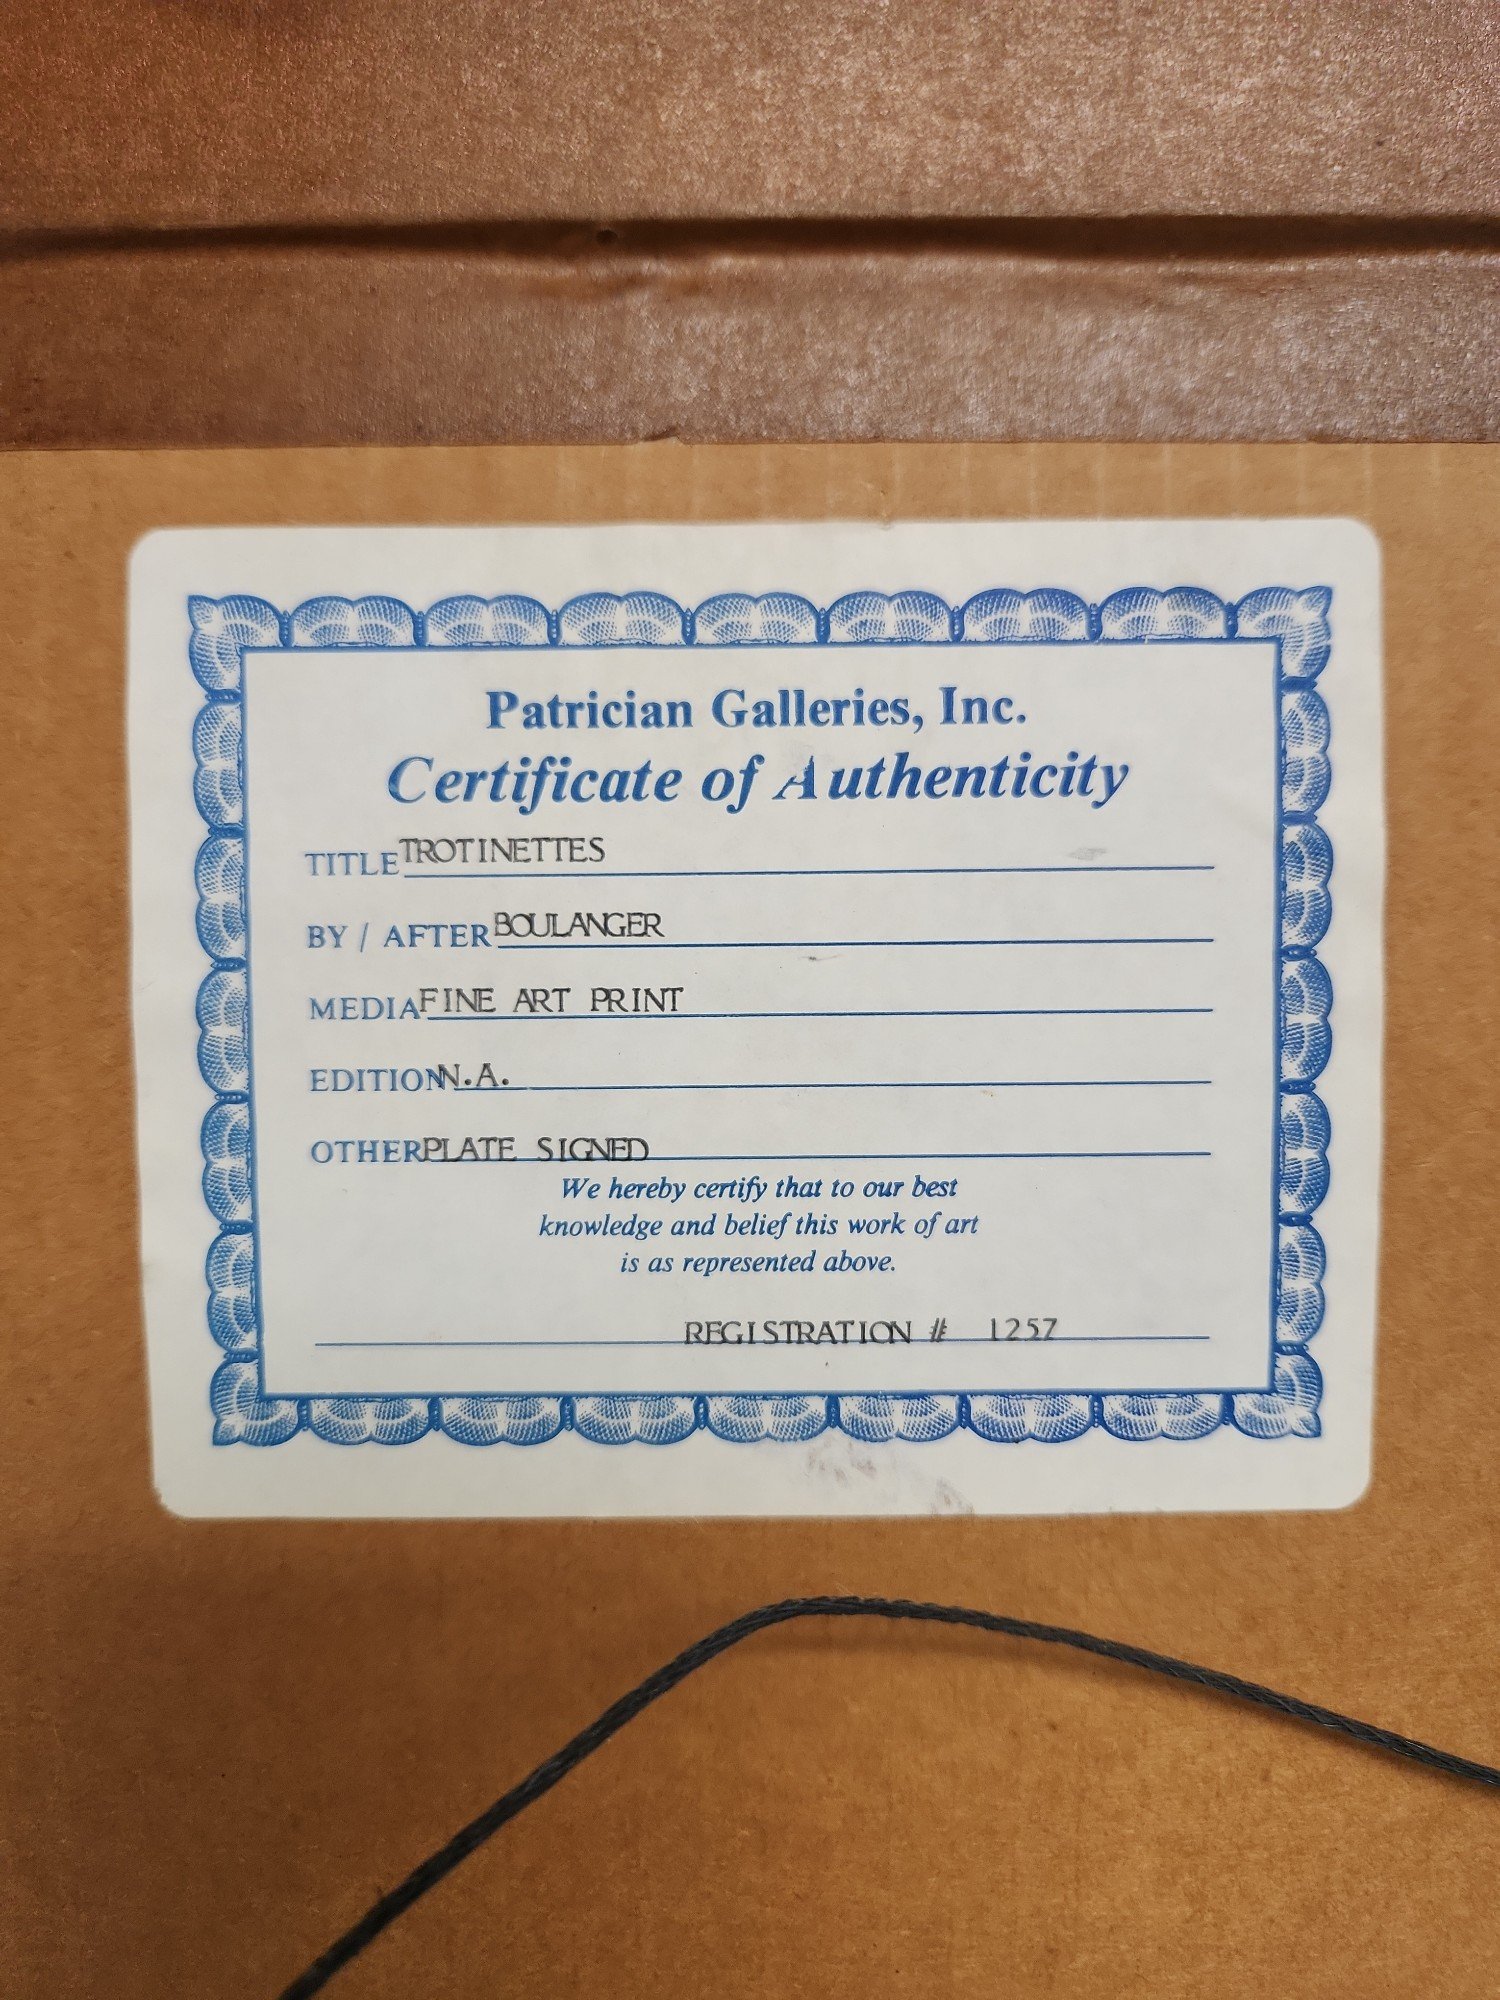 Patrician Galleries, Inc.
Certificate of Authenticity
TITLE TROTINETTES
BY / AFTER BOULANGER
MEDIA FINE ART PRINT
EDITION N.A.
OTHER PLATE SIGNED
We hereby certify that to our best
knowledge and belief this work of art
is as represented above.
REGISTRATION # 1257